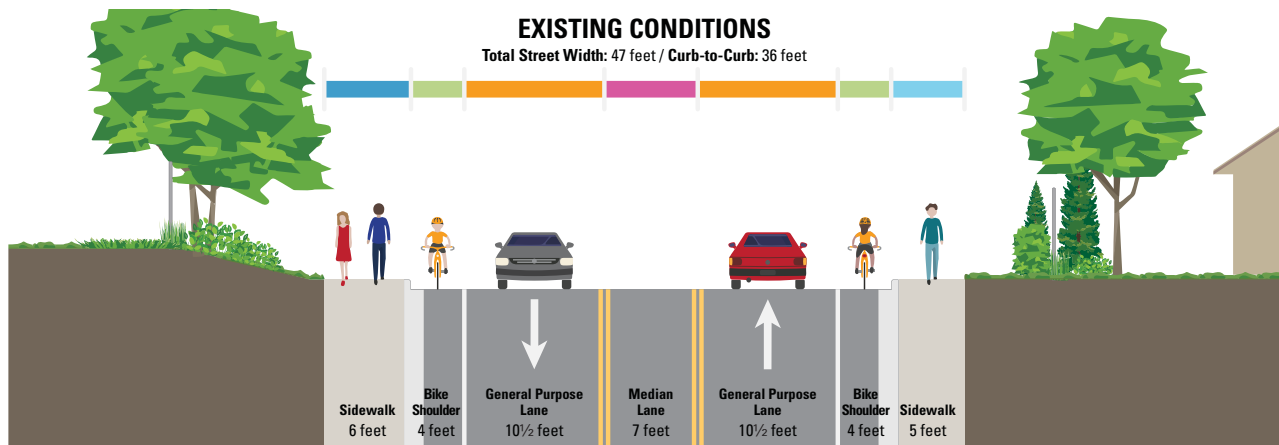 EXISTING CONDITIONS
Total Street Width: 47 feet / Curb-to-Curb: 36 feet
Sidewalk
6 feet
Bike
Shoulder
4 feet
General Purpose
Lane
10½ feet
Median
Lane
7 feet
General Purpose
Lane
10½ feet
Bike
Shoulder
4 feet
Sidewalk
5 feet